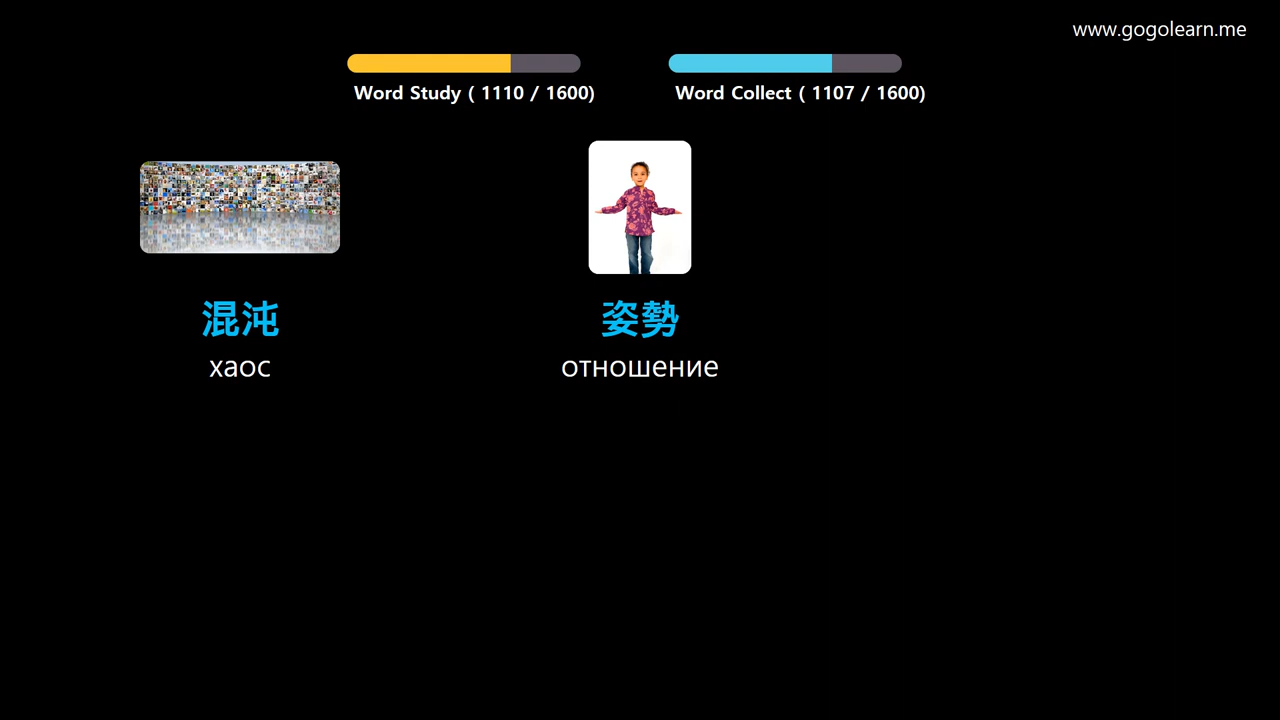 www.gogolearn.me
Word Study ( 1110 / 1600)
Word Collect ( 1107 / 1600)
混沌
姿勢
хаос
отношение